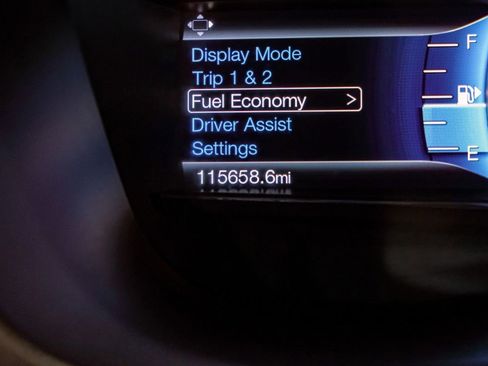 Display Mode
Trip 1 & 2
Fuel Economy >
Driver Assist
Settings
115658.6mi
F
E